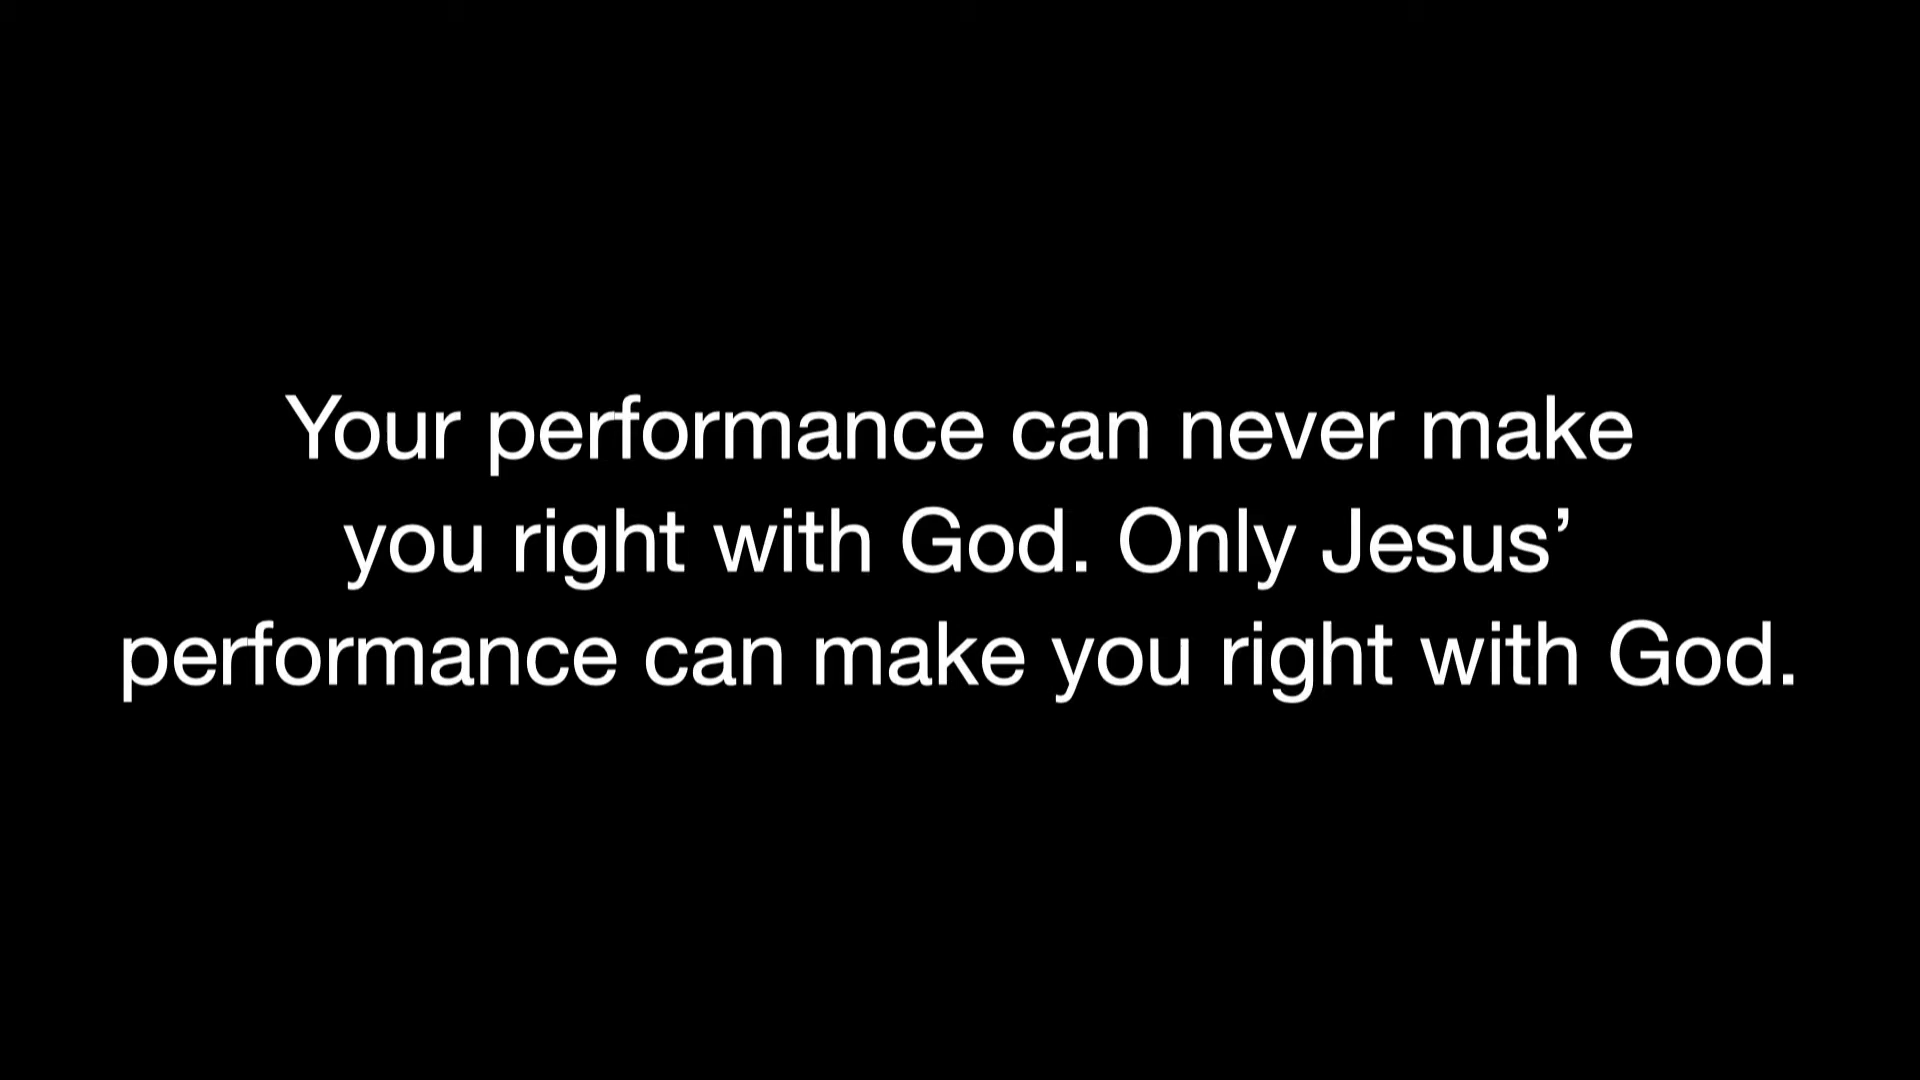 Your performance can never make
you right with God. Only Jesus’
performance can make you right with God.